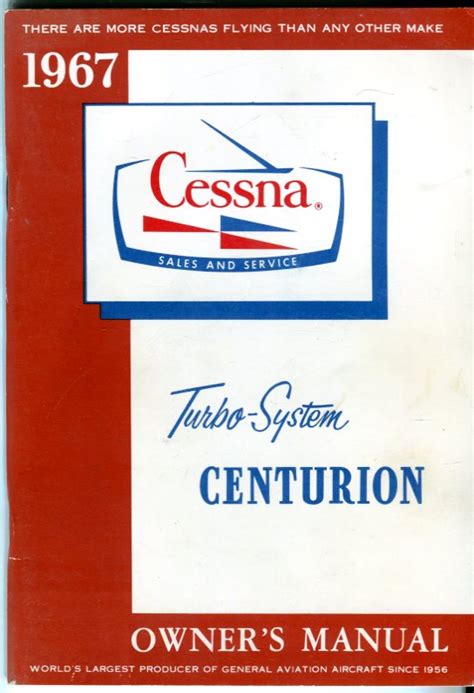 THERE ARE MORE CESSNAS FLYING THAN ANY OTHER MAKE
1967
Cessna®
SALES AND SERVICE
Turbo-System
CENTURION
OWNER'S MANUAL
WORLD'S LARGEST PRODUCER OF GENERAL AVIATION AIRCRAFT SINCE 1956